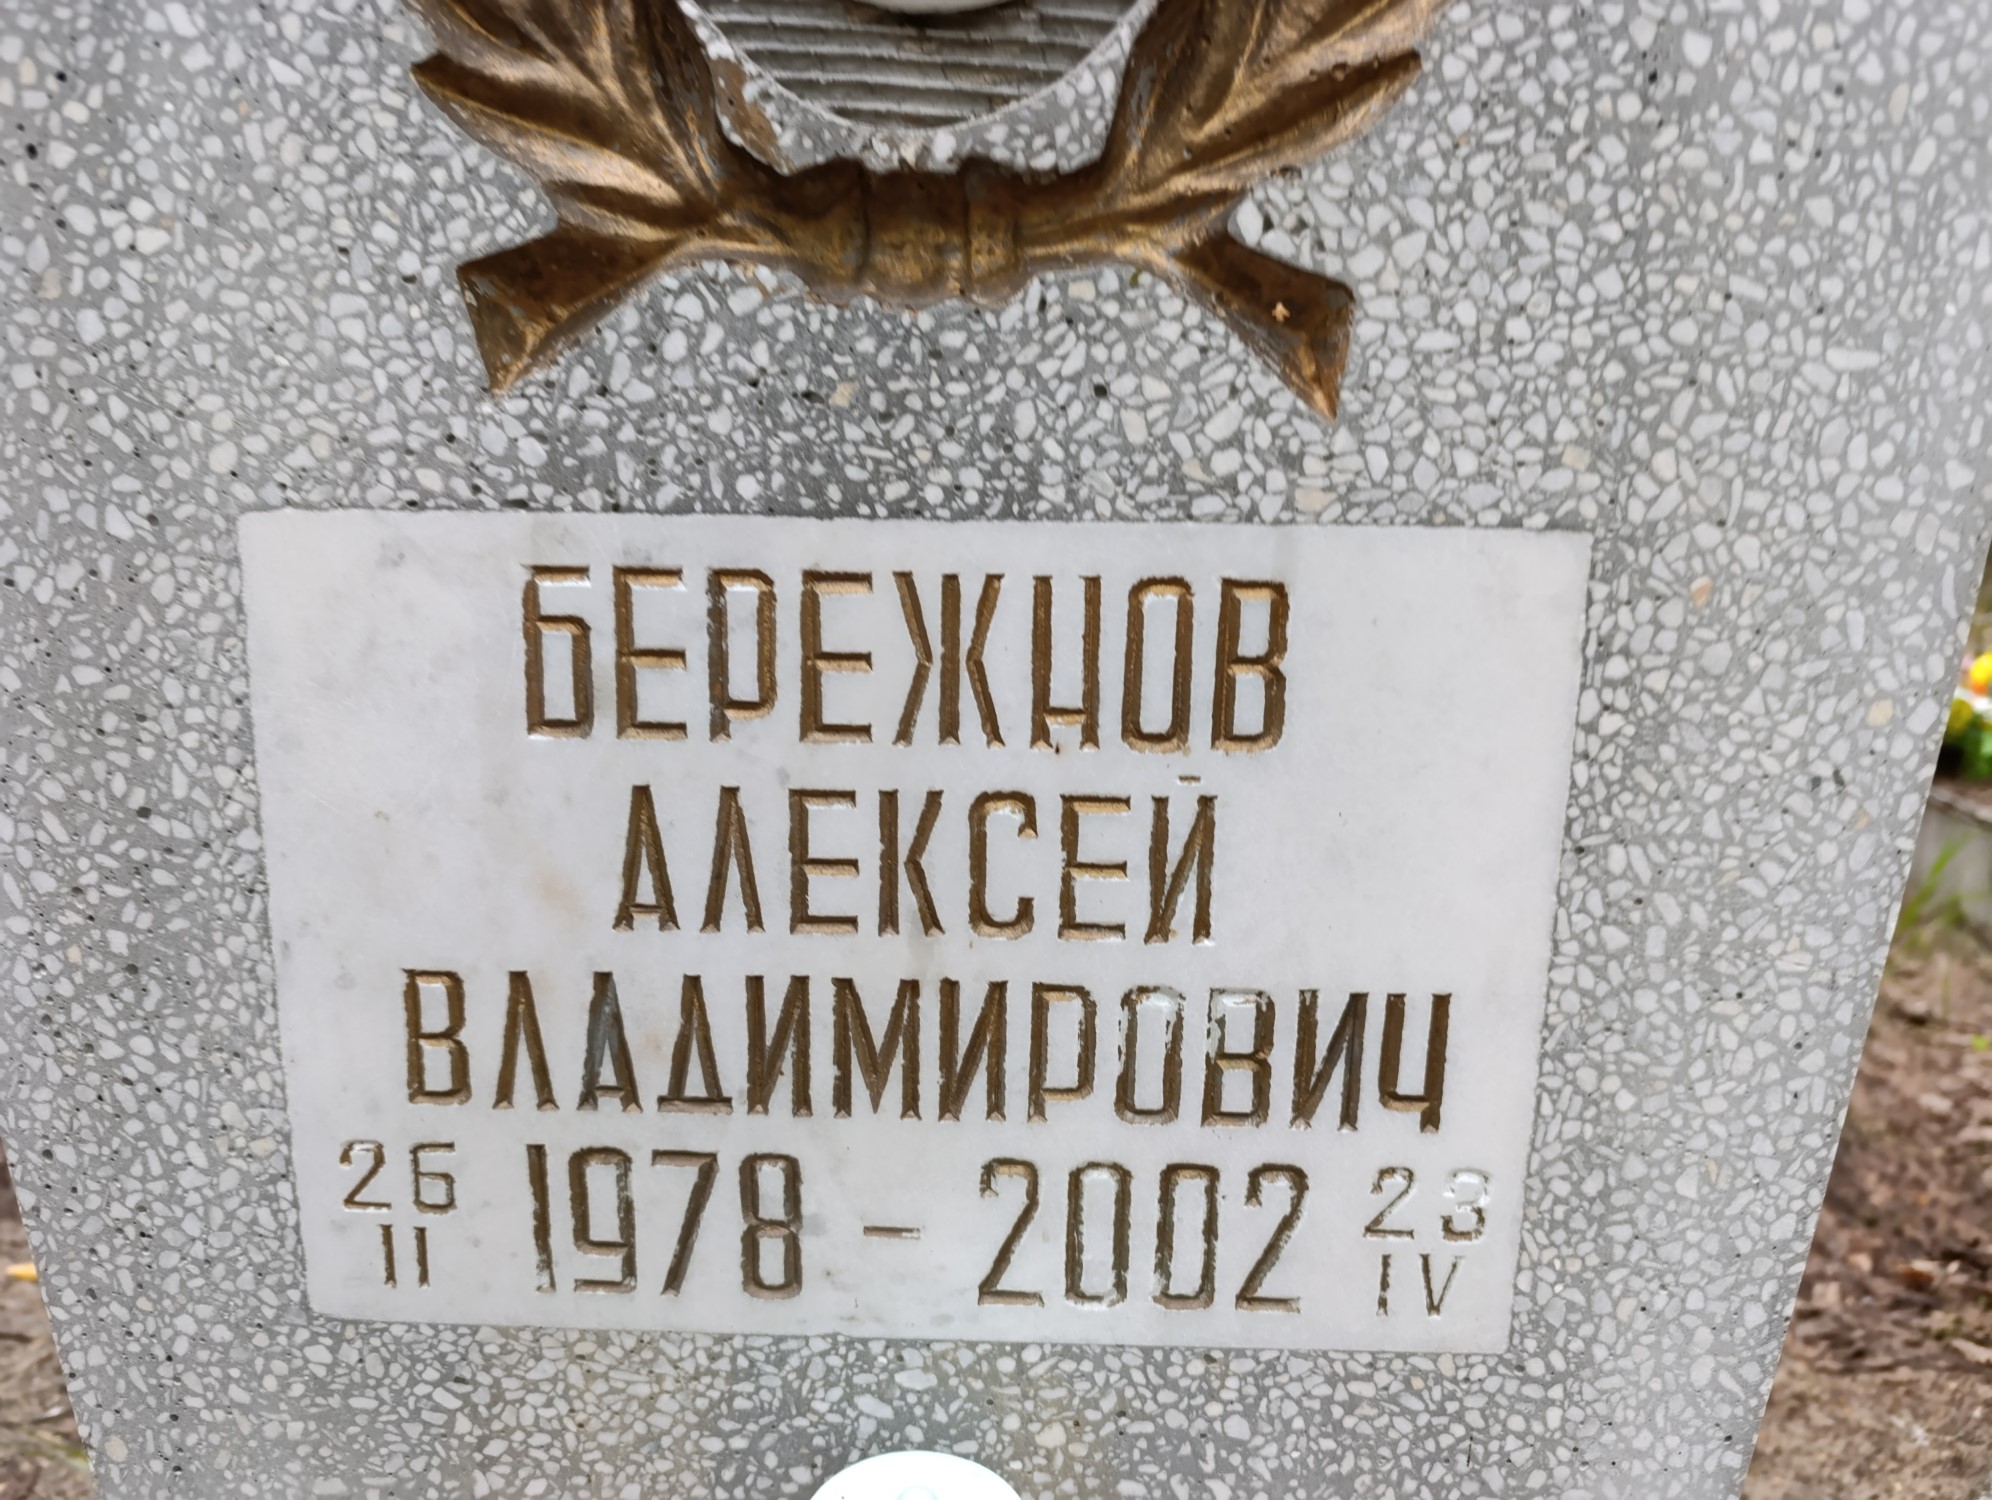 БЕРЕЖНОВ
АЛЕКСЕЙ
ВЛАДИМИРОВИЧ
26 II 1978 - 2002 23 IV